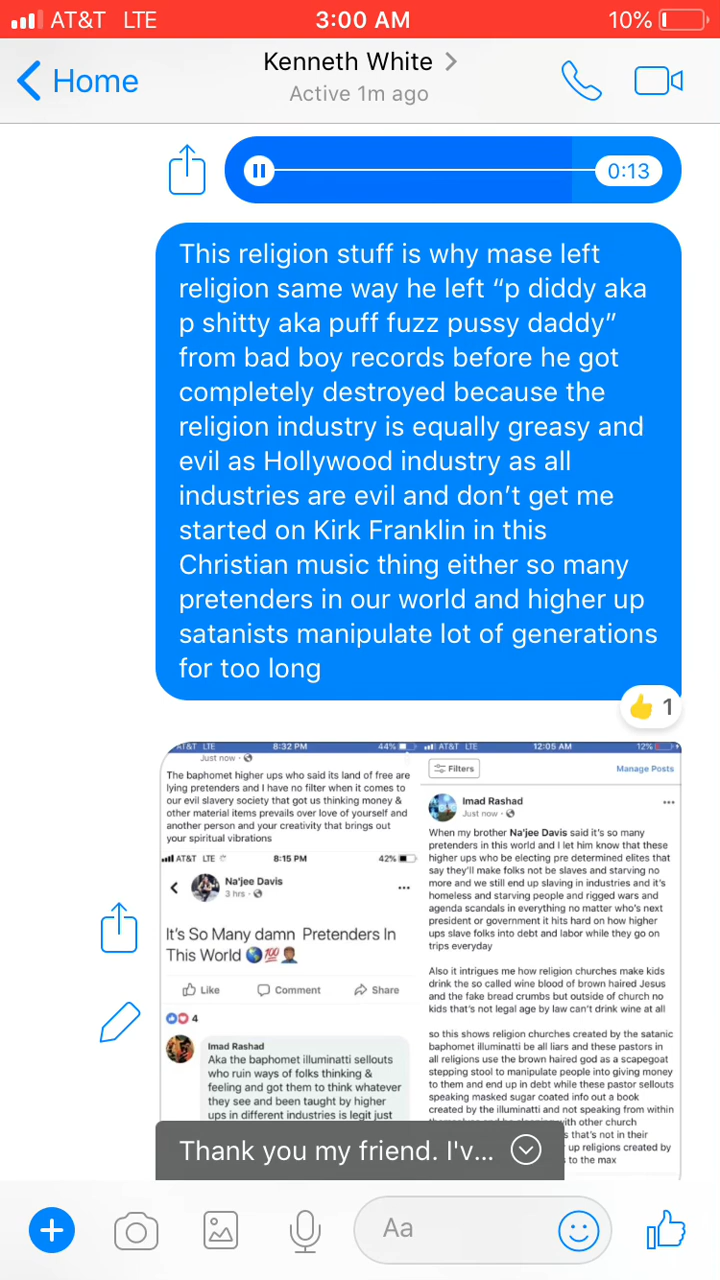 AT&T LTE 3:00 AM 10%
Home
Kenneth White
Active 1m ago
0:13
This religion stuff is why mase left
religion same way he left “p diddy aka
p shitty aka puff fuzz pussy daddy”
from bad boy records before he got
completely destroyed because the
religion industry is equally greasy and
evil as Hollywood industry as all
industries are evil and don’t get me
started on Kirk Franklin in this
Christian music thing either so many
pretenders in our world and higher up
satanists manipulate lot of generations
for too long
👍 1
AT&T LTE 8:32 PM 44%
Just now
The baphomet higher ups who said its land of free are
lying pretenders and I have no filter when it comes to
our evil slavery society that got us thinking money &
other material items prevails over love of yourself and
another person and your creativity that brings out
your spiritual vibrations
AT&T LTE 8:15 PM 42%
Na'jee Davis
3 hrs
It's So Many damn Pretenders In
This World 🌎💯🤦🏾‍♂️
Like Comment Share
4
Imad Rashad
Aka the baphomet illuminatti sellouts
who ruin ways of folks thinking &
feeling and got them to think whatever
they see and been taught by higher
ups in different industries is legit just
AT&T LTE 12:05 AM 12%
Filters Manage Posts
Imad Rashad
Just now
When my brother Na'jee Davis said it's so many
pretenders in this world and I let him know that these
higher ups who be electing pre determined elites that
say they'll make folks not be slaves and starving no
more and we still end up slaving in industries and it's
homeless and starving people and rigged wars and
agenda scandals in everything no matter who's next
president or government it hits hard on how higher
ups slave folks into debt and labor while they go on
trips everyday
Also it intrigues me how religion churches make kids
drink the so called wine blood of brown haired Jesus
and the fake bread crumbs but outside of church no
kids that's not legal age by law can't drink wine at all
so this shows religion churches created by the satanic
baphomet illuminati be all liars and these pastors in
all religions use the brown haired god as a scapegoat
stepping stool to manipulate people into giving money
to them and end up in debt while these pastor sellouts
speaking masked sugar coated info out a book
created by the illuminatti and not speaking from within
with other church
s that's not in their
up religions created by
to the max
Thank you my friend. I'v...
Aa